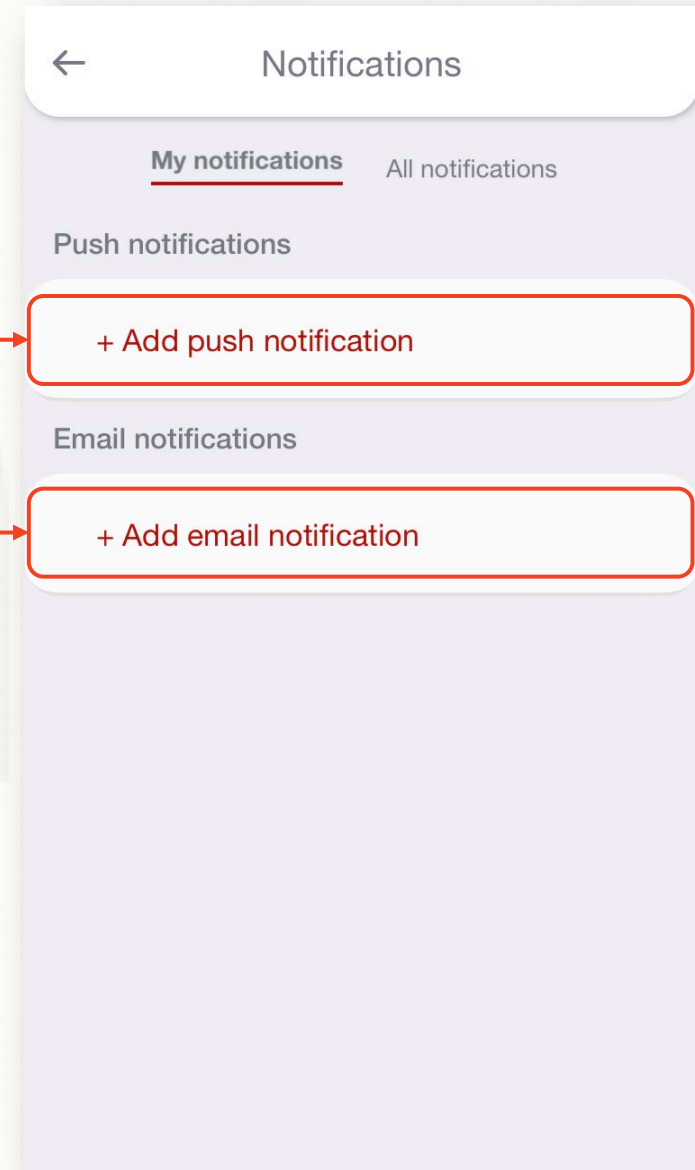 Notifications
My notifications
All notifications
Push notifications
+ Add push notification
Email notifications
+ Add email notification